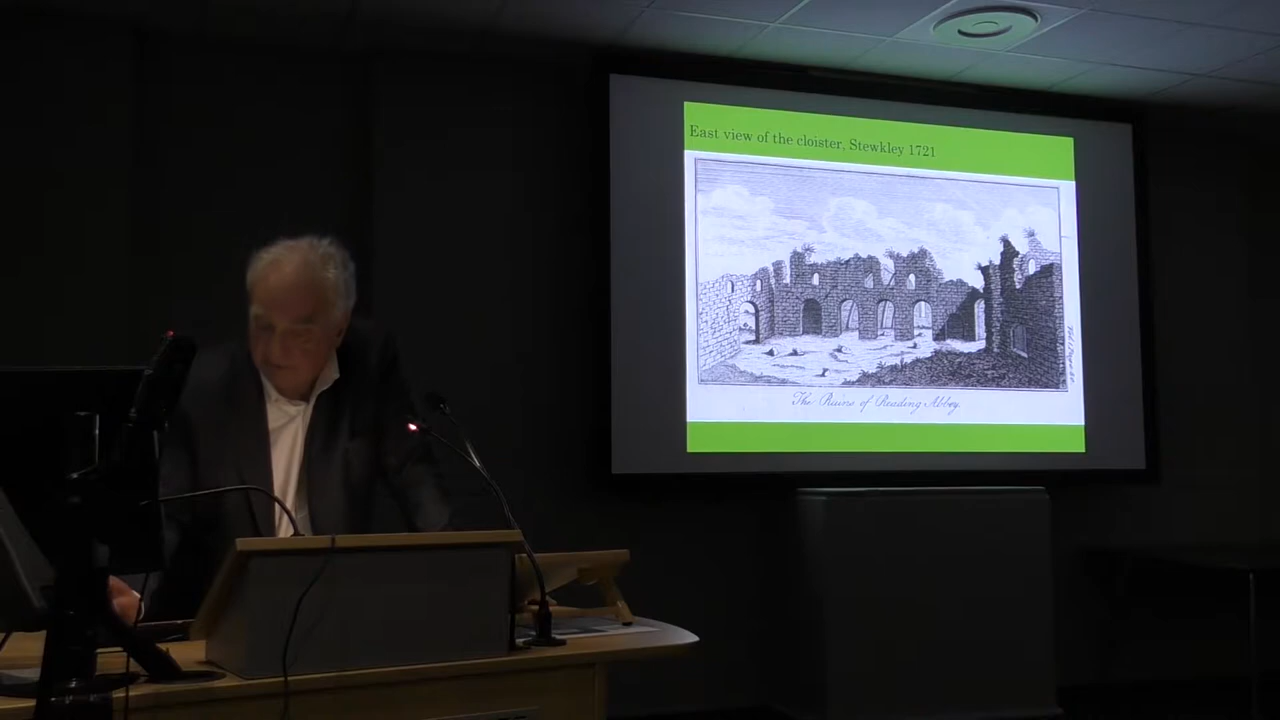 East view of the cloister, Stewkley 1721
The Ruins of Reading Abbey.